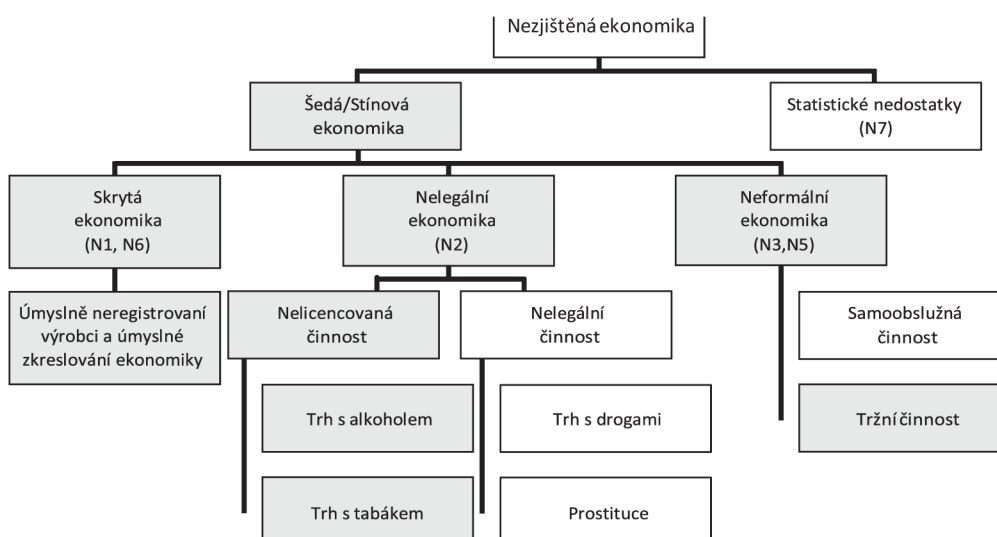 Nezjištěná ekonomika
Šedá/Stínová
ekonomika
Statistické nedostatky
(N7)
Skrytá
ekonomika
(N1, N6)
Nelegální
ekonomika
(N2)
Neformální
ekonomika
(N3,N5)
Úmyslně neregistrovaní
výrobci a úmyslné
zkreslování ekonomiky
Nelicencovaná
činnost
Nelegální
činnost
Samoobslužná
činnost
Trh s alkoholem
Trh s drogami
Tržní činnost
Trh s tabákem
Prostituce